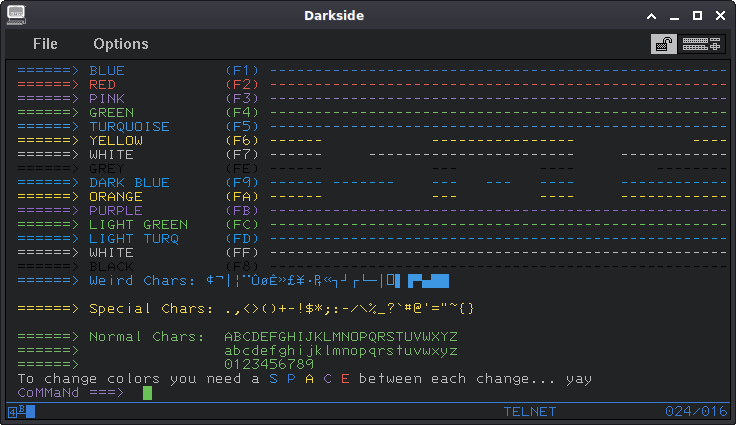 Darkside
File Options
======> BLUE (F1) ---------------------------------------------------
======> RED (F2) ---------------------------------------------------
======> PINK (F3) ---------------------------------------------------
======> GREEN (F4) ---------------------------------------------------
======> TURQUOISE (F5) ---------------------------------------------------
======> YELLOW (F6) ------ ---------------- ----
======> WHITE (F7) ------ ------------
======> GREY (FE) --- ----
======> DARK BLUE (F9) ------ ------- --- --- ---- ------------
======> ORANGE (FA) ------ --- ---- ------------
======> PURPLE (FB) ---------------------------------------------------
======> LIGHT GREEN (FC) ---------------------------------------------------
======> LIGHT TURQ (FD) ---------------------------------------------------
======> WHITE (FF) ---------------------------------------------------
======> BLACK (F8) ---------------------------------------------------
======> Weird Chars:
======> Special Chars: .,<>()+-!$*;:-/\%_?`#@'="~{}
======> Normal Chars: ABCDEFGHIJKLMNOPQRSTUVWXYZ
======> abcdefghijklmnopqrstuvwxyz
======> 0123456789
To change colors you need a S P A C E between each change... yay
CoMMaNd ===>
4 B TELNET 024/016